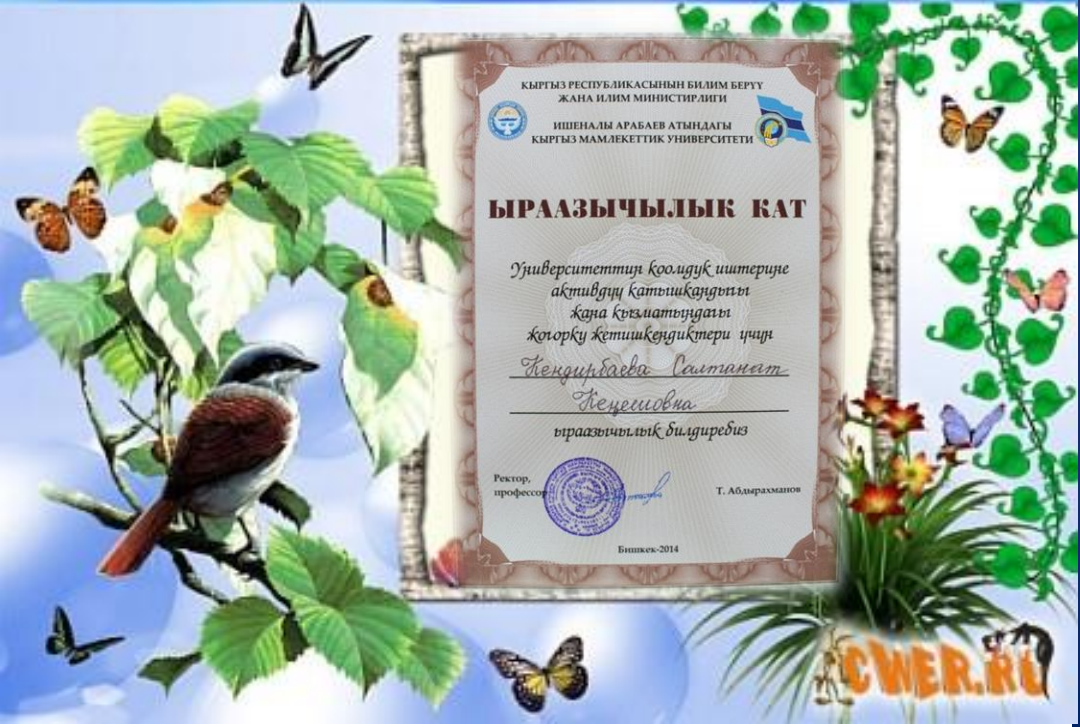 КЫРГЫЗ РЕСПУБЛИКАСЫНЫН БИЛИМ БЕРҮҮ
ЖАНА ИЛИМ МИНИСТИРЛИГИ
ИШЕНАЛЫ АРАБАЕВ АТЫНДАГЫ
КЫРГЫЗ МАМЛЕКЕТТИК УНИВЕРСИТЕТИ
ЫРААЗЫЧЫЛЫК КАТ
Университеттин коомдук иштерине
активдүү катышкандыгы
жана кызматындагы
жогорку жетишкендиктери үчүн
Кендирбаева Салтанат
Кеңешовна
ыраазычылык билдиребиз
Ректор,
профессор
Т. Абдырахманов
Бишкек-2014
CWER.RU